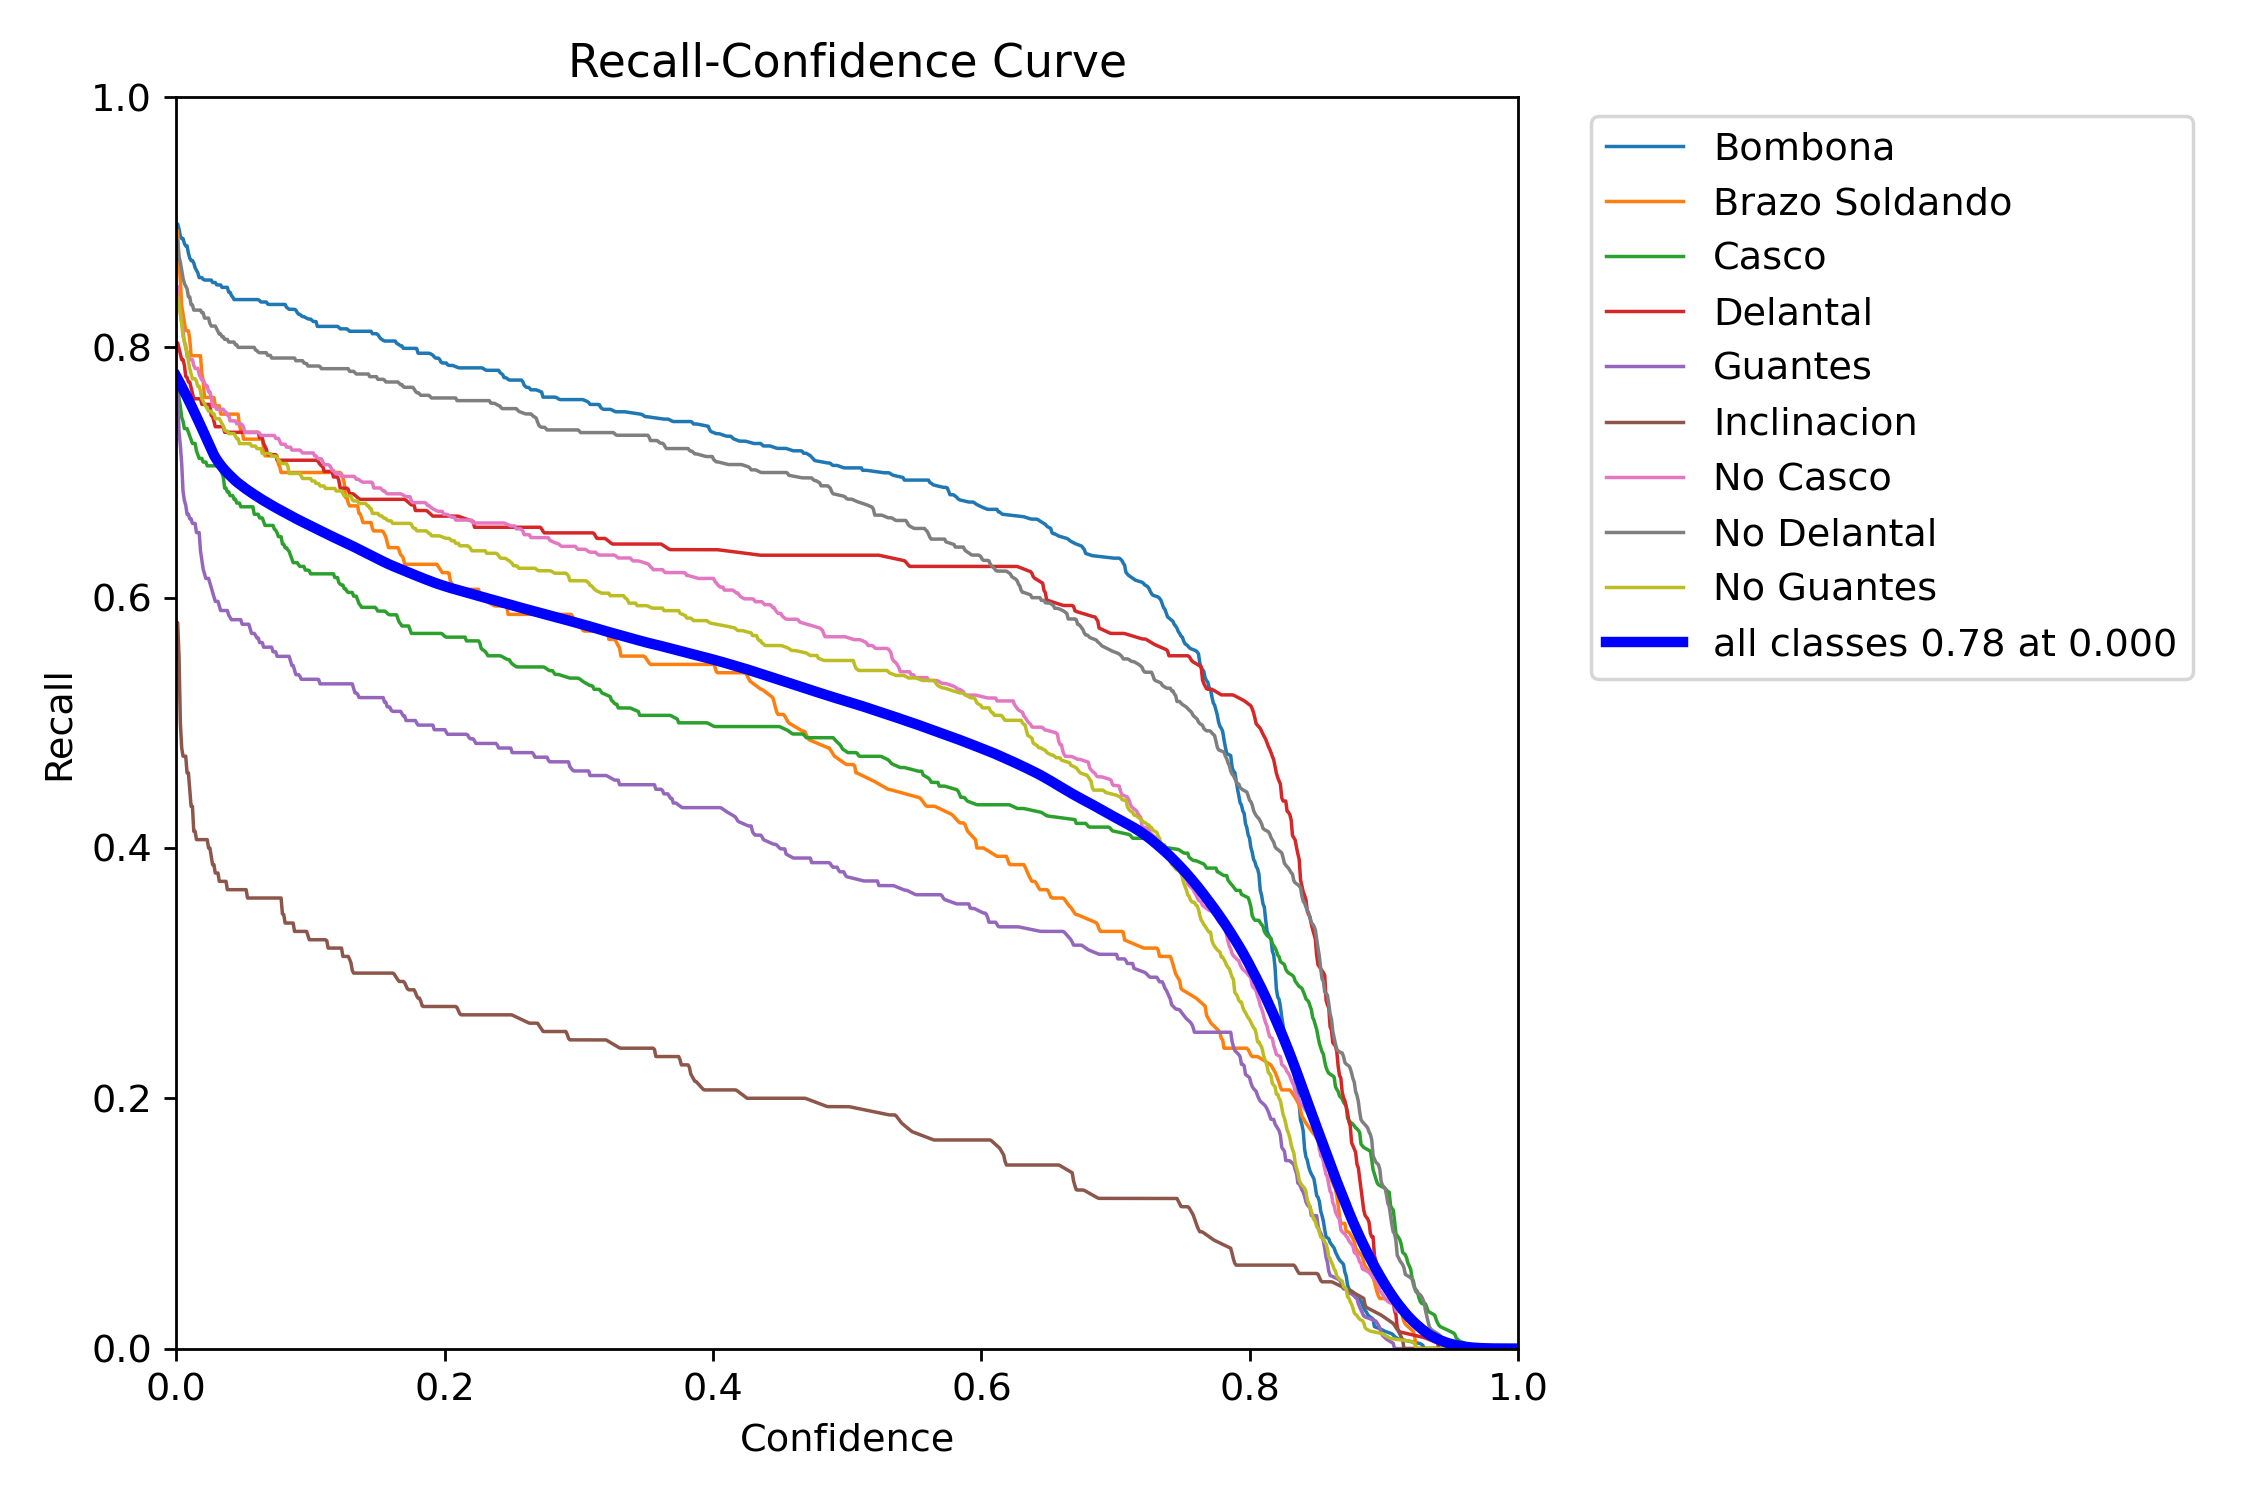 Recall-Confidence Curve
1.0
0.8
0.6
0.4
0.2
0.0
Recall
0.0 0.2 0.4 0.6 0.8 1.0
Confidence
Bombona
Brazo Soldando
Casco
Delantal
Guantes
Inclinacion
No Casco
No Delantal
No Guantes
all classes 0.78 at 0.000